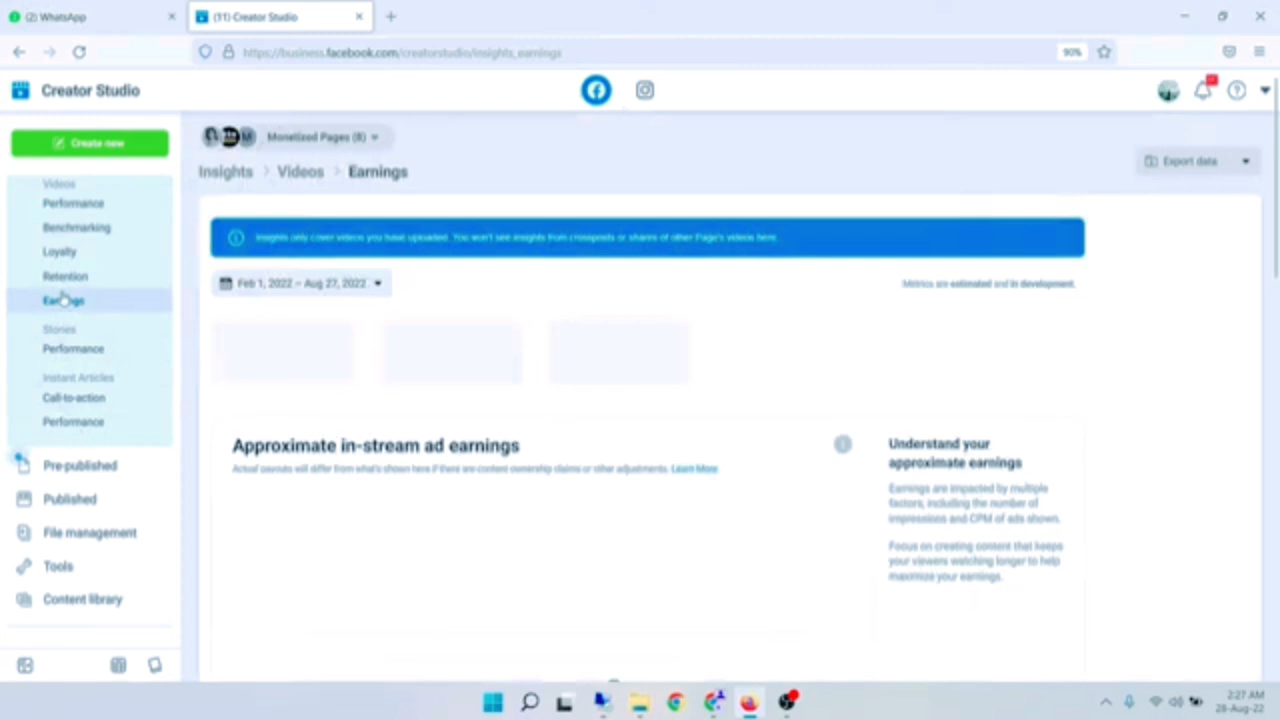 (2) WhatsApp
(11) Creator Studio
https://business.facebook.com/creatorstudio/insights_earnings
90%
Creator Studio
Create new
Monetized Pages (8)
Insights > Videos > Earnings
Export data
Videos
Performance
Benchmarking
Loyalty
Retention
Earnings
Stories
Performance
Instant Articles
Call-to-action
Performance
Pre-published
Published
File management
Tools
Content library
Insights only cover videos you have uploaded. You won't see insights from crossposts or shares of other Page's videos here.
Feb 1, 2022 – Aug 27, 2022
Metrics are estimated and in development.
Approximate in-stream ad earnings
Actual payouts will differ from what's shown here if there are content ownership claims or other adjustments. Learn More
Understand your
approximate earnings
Earnings are impacted by multiple
factors, including the number of
impressions and CPM of ads shown.
Focus on creating content that keeps
your viewers watching longer to help
maximize your earnings.
2:27 AM
28-Aug-22